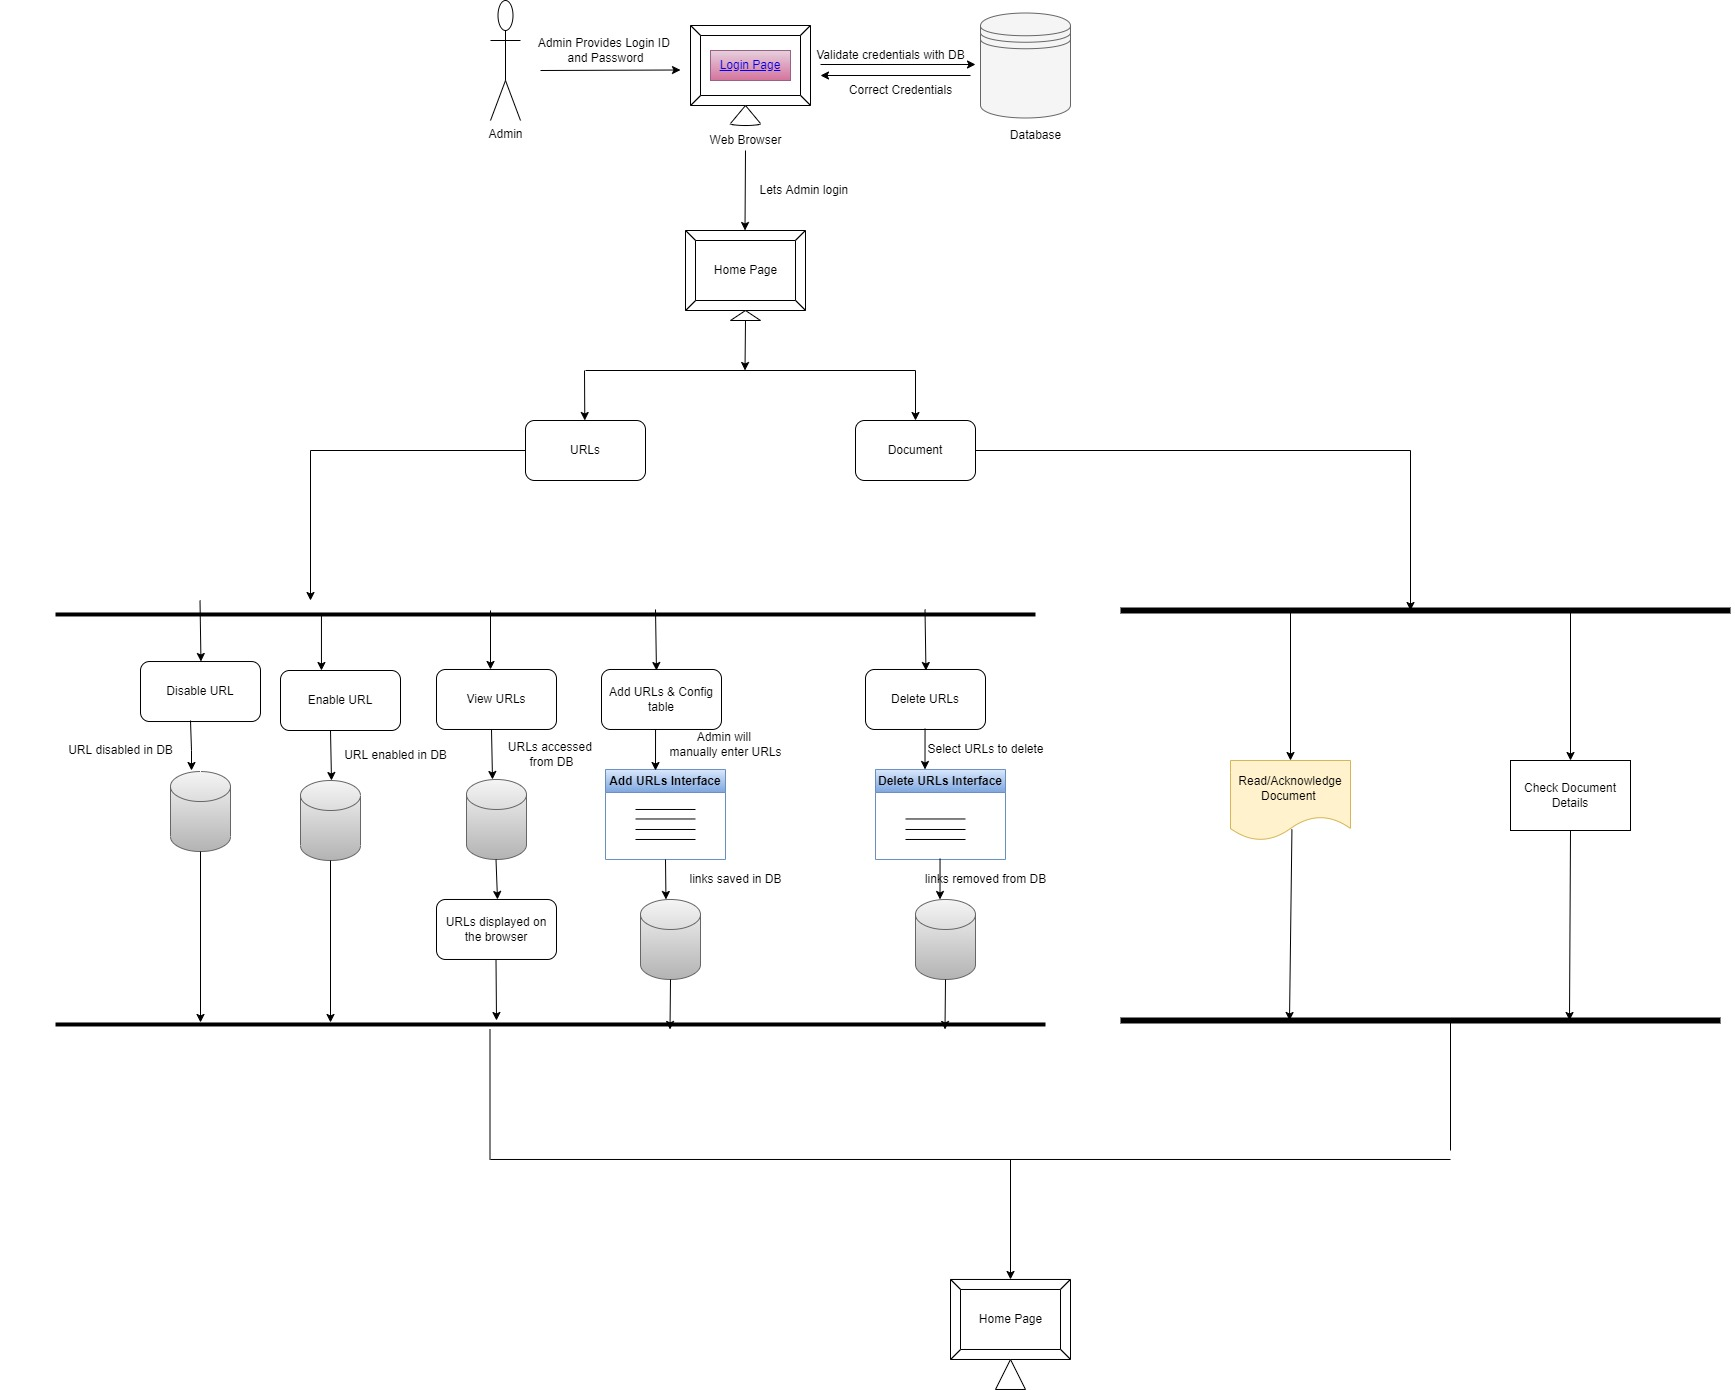 Admin Provides Login ID
and Password
Login Page
Validate credentials with DB
Correct Credentials
Admin
Web Browser
Database
Lets Admin login
Home Page
URLs
Document
Disable URL
Enable URL
View URLs
Add URLs & Config
table
Delete URLs
URL disabled in DB
URL enabled in DB
URLs accessed
from DB
Admin will
manually enter URLs
Select URLs to delete
Add URLs Interface
Delete URLs Interface
Read/Acknowledge
Document
Check Document
Details
links saved in DB
links removed from DB
URLs displayed on
the browser
Home Page